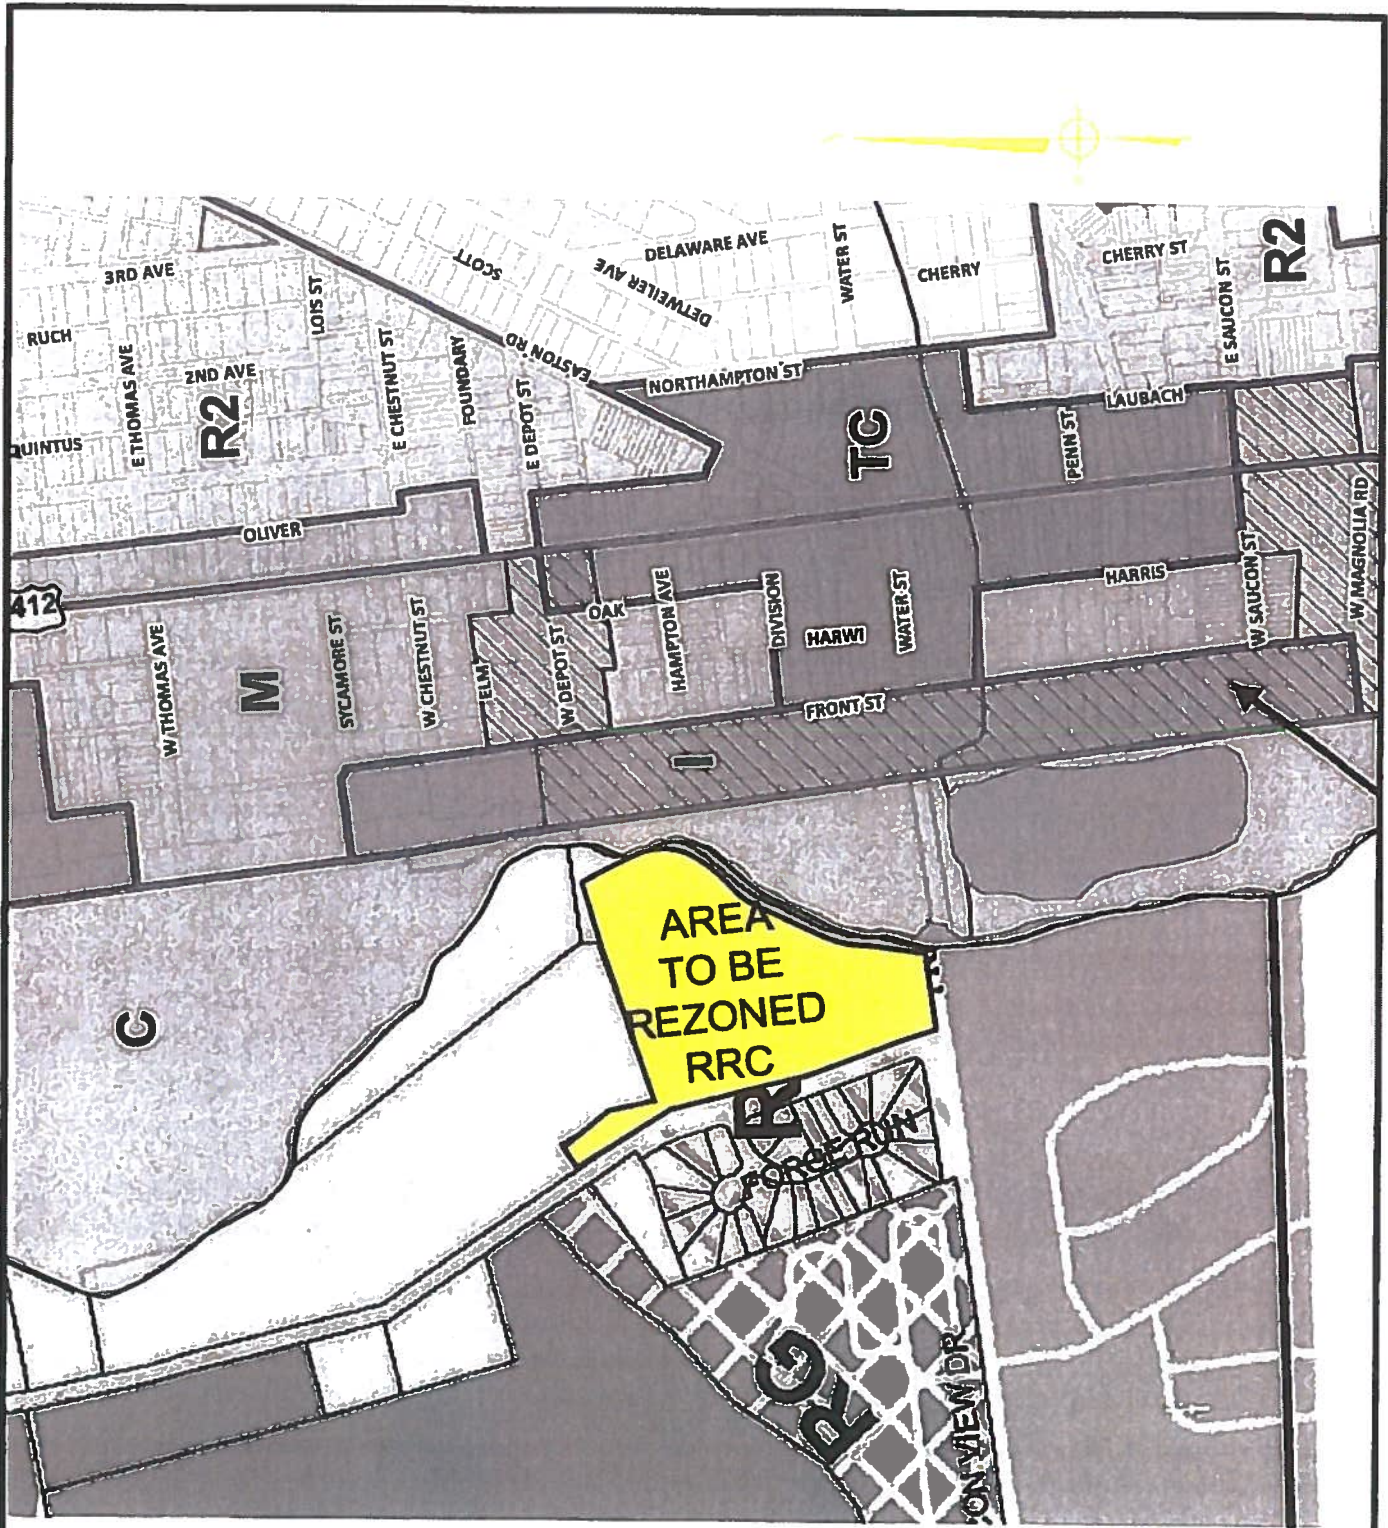 3RD AVE
RUCH
LOIS ST
2ND AVE
E THOMAS AVE
R2
QUINTUS
E CHESTNUT ST
FOUNDARY
E DEPOT ST
EASTON RD
SCOTT
DETWEILER AVE
DELAWARE AVE
WATER ST
CHERRY
CHERRY ST
E SAUCON ST
R2
NORTHAMPTON ST
TC
LAUBACH
PENN ST
OLIVER
412
W THOMAS AVE
M
SYCAMORE ST
W CHESTNUT ST
ELM
W DEPOT ST
OAK
HAMPTON AVE
DIVISION
HARWI
WATER ST
HARRIS
W SAUCON ST
W MAGNOLIA RD
FRONT ST
I
C
AREA
TO BE
REZONED
RRC
R
FORGE RUN
RG
ON VIEW DR